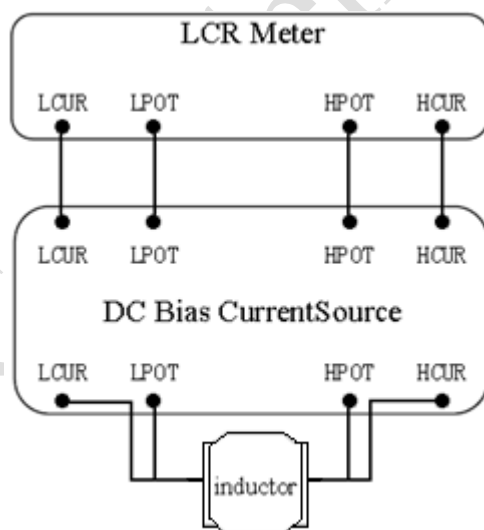 LCR Meter
LCUR LPOT HPOT HCUR
LCUR LPOT HPOT HCUR
DC Bias CurrentSource
LCUR LPOT HPOT HCUR
inductor